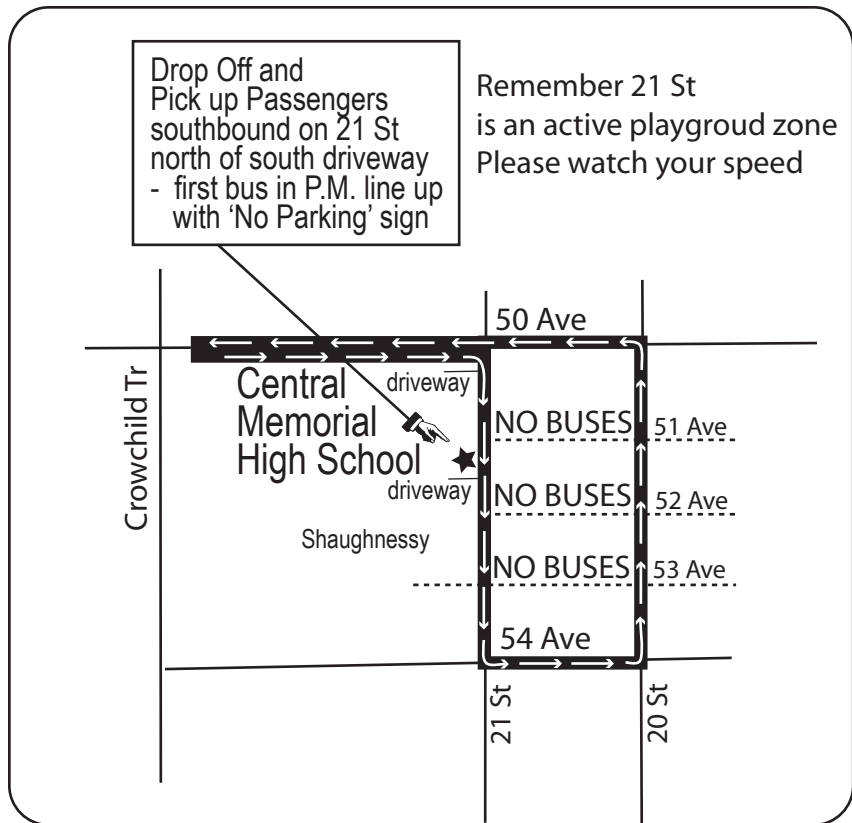 Drop Off and
Pick up Passengers
southbound on 21 St
north of south driveway
- first bus in P.M. line up
with 'No Parking' sign
Remember 21 St
is an active playgroud zone
Please watch your speed
50 Ave
Crowchild Tr
Central
Memorial
High School
driveway
driveway
Shaughnessy
NO BUSES
51 Ave
NO BUSES
52 Ave
NO BUSES
53 Ave
54 Ave
21 St
20 St